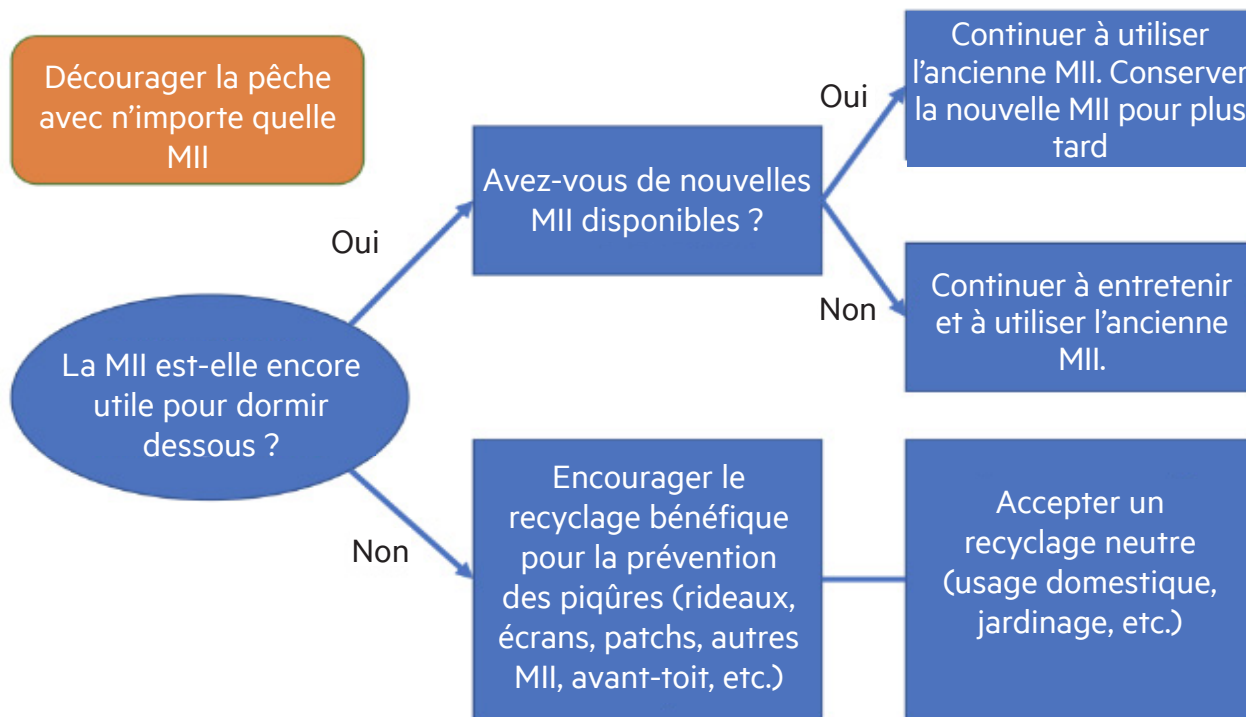 Décourager la pêche
avec n’importe quelle
MII
La MII est-elle encore
utile pour dormir
dessous ?
Oui
Avez-vous de nouvelles
MII disponibles ?
Oui
Continuer à utiliser
l’ancienne MII. Conserver
la nouvelle MII pour plus
tard
Non
Continuer à entretenir
et à utiliser l’ancienne
MII.
Non
Encourager le
recyclage bénéfique
pour la prévention
des piqûres (rideaux,
écrans, patchs, autres
MII, avant-toit, etc.)
Accepter un
recyclage neutre
(usage domestique,
jardinage, etc.)